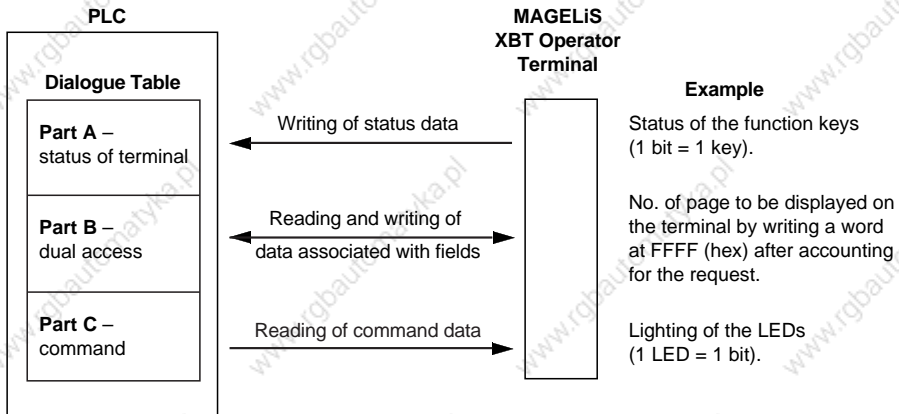 PLC
MAGELiS
XBT Operator
Terminal
Dialogue Table
Example
Part A –
status of terminal
Writing of status data
Status of the function keys
(1 bit = 1 key).
Part B –
dual access
Reading and writing of
data associated with fields
No. of page to be displayed on
the terminal by writing a word
at FFFF (hex) after accounting
for the request.
Part C –
command
Reading of command data
Lighting of the LEDs
(1 LED = 1 bit).
www.rgbautomatyka.pl